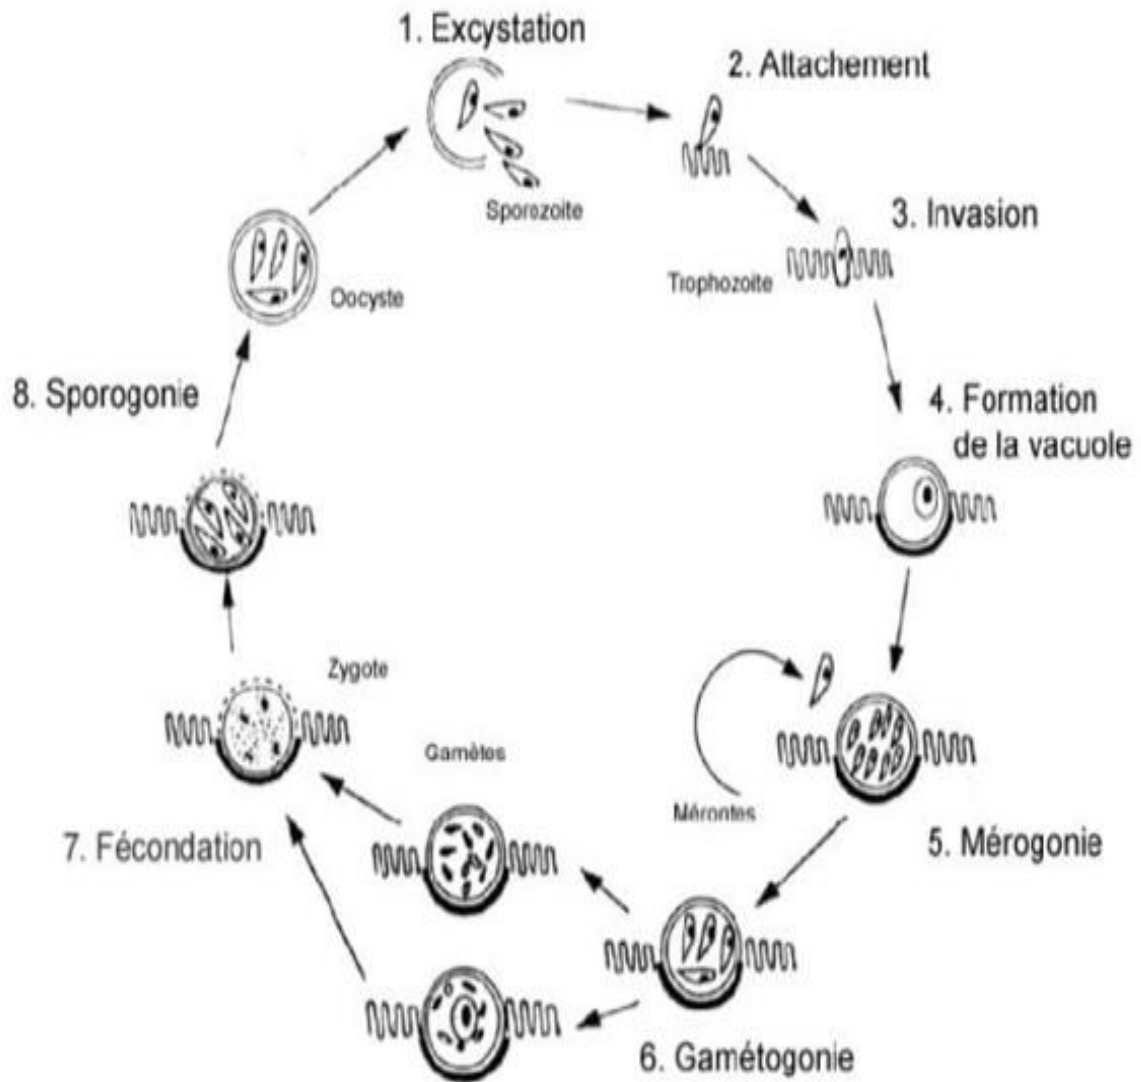 1. Excystation
2. Attachement
Sporozoite
3. Invasion
Trophozoite
Oocyste
8. Sporogonie
4. Formation
de la vacuole
Zygote
Gamètes
Mérontes
7. Fécondation
5. Mérogonie
6. Gamétogonie